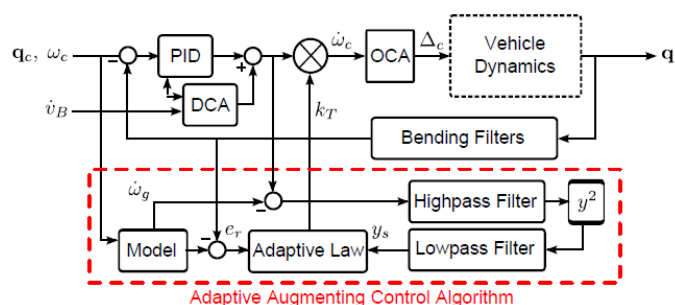 q_c, ω_c
PID
ω̇_c
OCA
Δ_c
Vehicle
Dynamics
q
v̇_B
DCA
k_T
Bending Filters
ω̇_g
Highpass Filter
y²
Model
e_r
Adaptive Law
y_s
Lowpass Filter
Adaptive Augmenting Control Algorithm